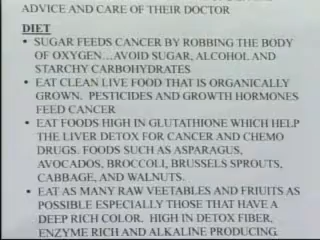 ADVICE AND CARE OF THEIR DOCTOR
DIET
• SUGAR FEEDS CANCER BY ROBBING THE BODY
OF OXYGEN...AVOID SUGAR, ALCOHOL AND
STARCHY CARBOHYDRATES
• EAT CLEAN LIVE FOOD THAT IS ORGANICALLY
GROWN. PESTICIDES AND GROWTH HORMONES
FEED CANCER
• EAT FOODS HIGH IN GLUTATHIONE WHICH HELP
THE LIVER DETOX FOR CANCER AND CHEMO
DRUGS. FOODS SUCH AS ASPARAGUS,
AVOCADOS, BROCCOLI, BRUSSELS SPROUTS,
CABBAGE, AND WALNUTS.
• EAT AS MANY RAW VEETABLES AND FRIUITS AS
POSSIBLE ESPECIALLY THOSE THAT HAVE A
DEEP RICH COLOR. HIGH IN DETOX FIBER,
ENZYME RICH AND ALKALINE PRODUCING.